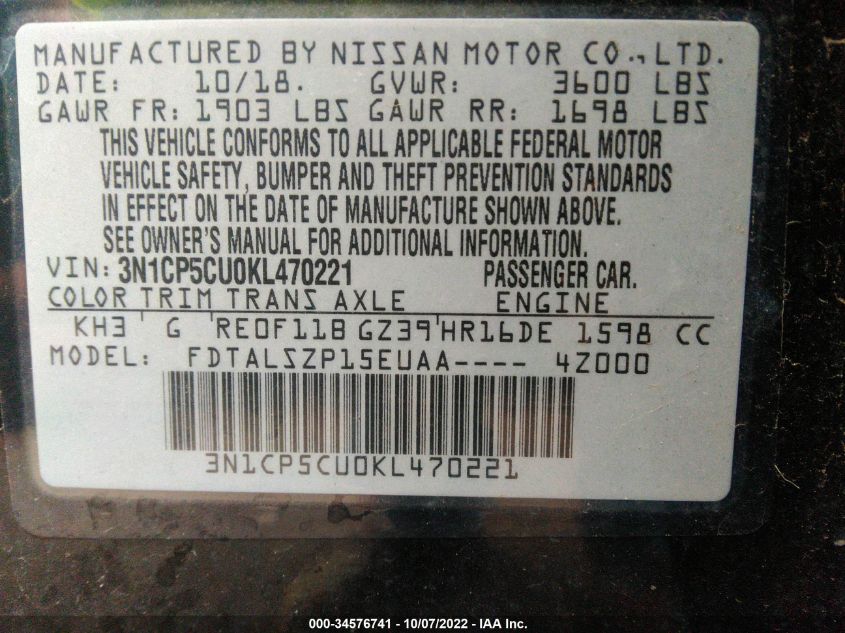 MANUFACTURED BY NISSAN MOTOR CO., LTD.
DATE: 10/18. GVWR: 3600 LBS
GAWR FR: 1903 LBS GAWR RR: 1698 LBS
THIS VEHICLE CONFORMS TO ALL APPLICABLE FEDERAL MOTOR
VEHICLE SAFETY, BUMPER AND THEFT PREVENTION STANDARDS
IN EFFECT ON THE DATE OF MANUFACTURE SHOWN ABOVE.
SEE OWNER'S MANUAL FOR ADDITIONAL INFORMATION.
VIN: 3N1CP5CU0KL470221 PASSENGER CAR.
COLOR TRIM TRANS AXLE ENGINE
KH3 ' G ' RE0F11B GZ39 ' HR16DE 1598 CC
MODEL: FDTALSZP15EUAA---- 4Z000
3N1CP5CU0KL470221
000-34576741 - 10/07/2022 - IAA Inc.